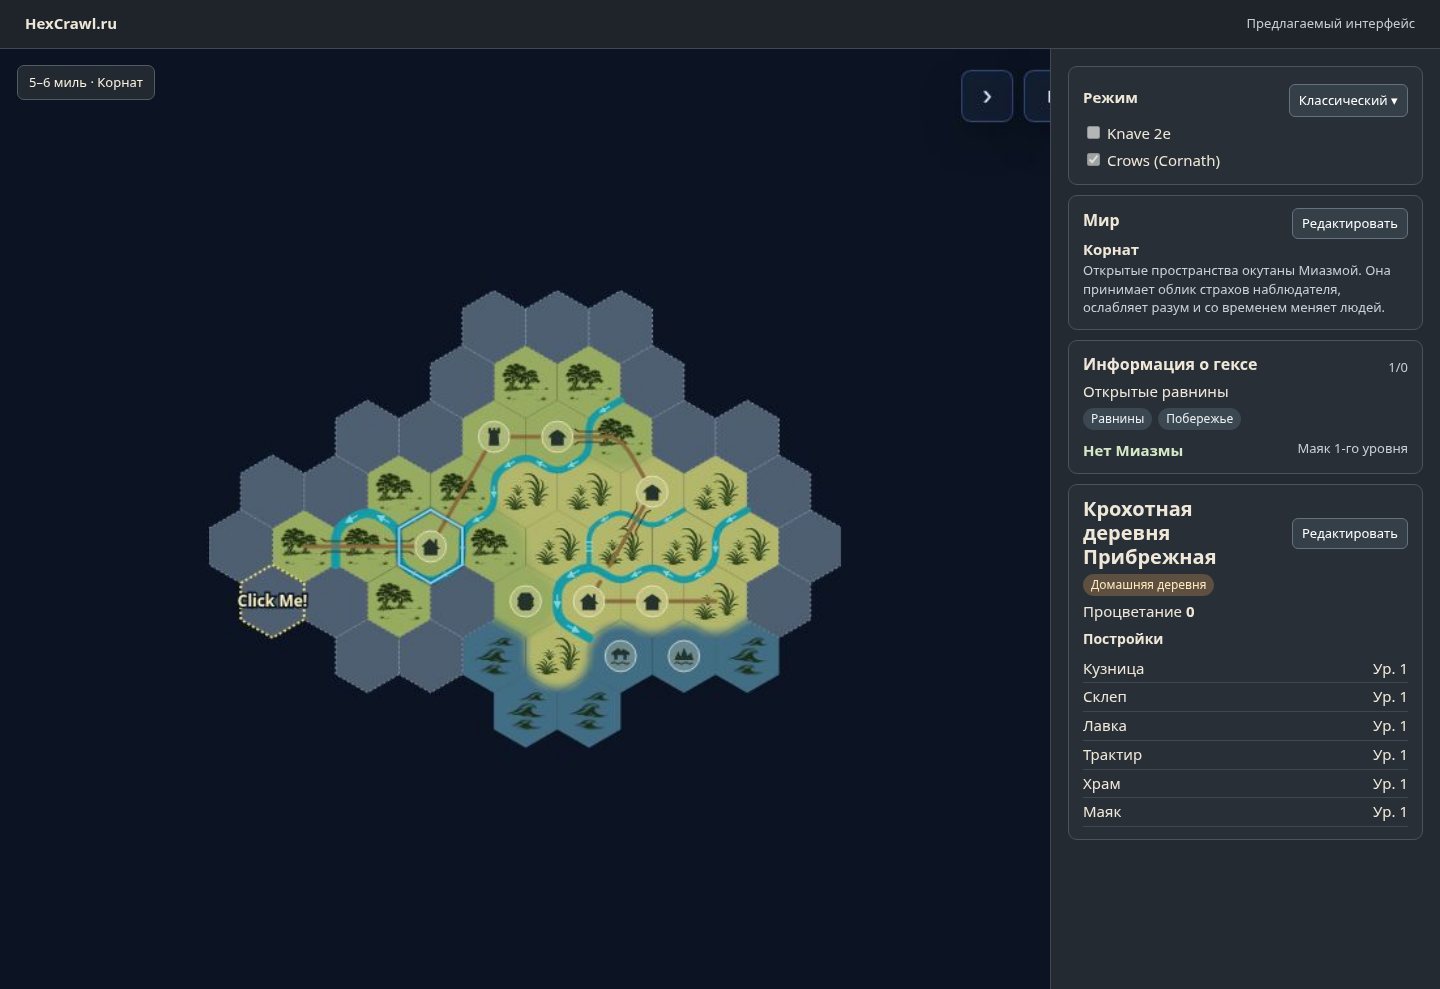 HexCrawl.ru
Предлагаемый интерфейс
5–6 миль · Корнат
›
Click Me!
Режим
Классический ▾
Knave 2e
Crows (Cornath)
Мир
Редактировать
Корнат
Открытые пространства окутаны Миазмой. Она
принимает облик страхов наблюдателя,
ослабляет разум и со временем меняет людей.
Информация о гексе
1/0
Открытые равнины
Равнины
Побережье
Нет Миазмы
Маяк 1-го уровня
Крохотная
деревня
Прибрежная
Редактировать
Домашняя деревня
Процветание 0
Постройки
Кузница Ур. 1
Склеп Ур. 1
Лавка Ур. 1
Трактир Ур. 1
Храм Ур. 1
Маяк Ур. 1